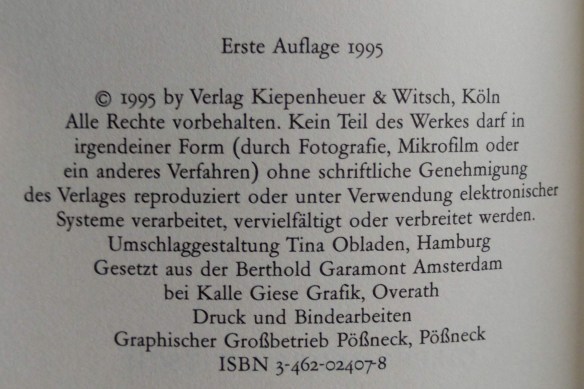 Erste Auflage 1995
© 1995 by Verlag Kiepenheuer & Witsch, Köln
Alle Rechte vorbehalten. Kein Teil des Werkes darf in
irgendeiner Form (durch Fotografie, Mikrofilm oder
ein anderes Verfahren) ohne schriftliche Genehmigung
des Verlages reproduziert oder unter Verwendung elektronischer
Systeme verarbeitet, vervielfältigt oder verbreitet werden.
Umschlaggestaltung Tina Obladen, Hamburg
Gesetzt aus der Berthold Garamont Amsterdam
bei Kalle Giese Grafik, Overath
Druck und Bindearbeiten
Graphischer Großbetrieb Pößneck, Pößneck
ISBN 3-462-02407-8